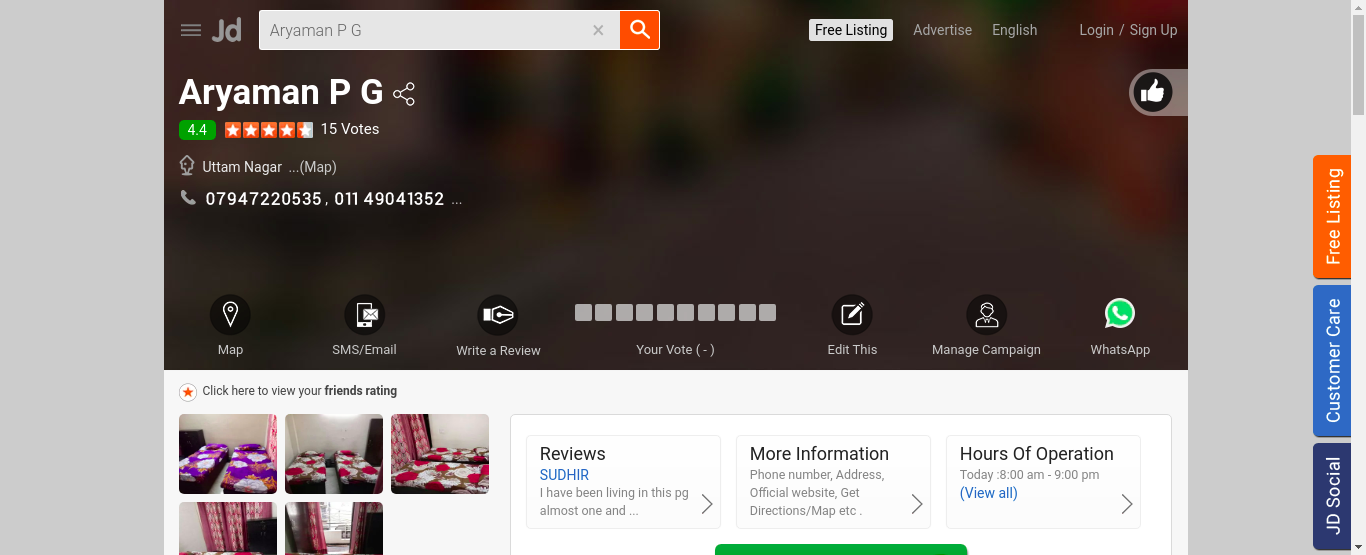 Jd
Aryaman P G
Free Listing
Advertise
English
Login / Sign Up
Aryaman P G
4.4
15 Votes
Uttam Nagar ...(Map)
07947220535, 011 49041352 ...
Map
SMS/Email
Write a Review
Your Vote ( - )
Edit This
Manage Campaign
WhatsApp
Click here to view your friends rating
Reviews
SUDHIR
I have been living in this pg
almost one and ...
More Information
Phone number, Address,
Official website, Get
Directions/Map etc .
Hours Of Operation
Today :8:00 am - 9:00 pm
(View all)
Free Listing
Customer Care
JD Social